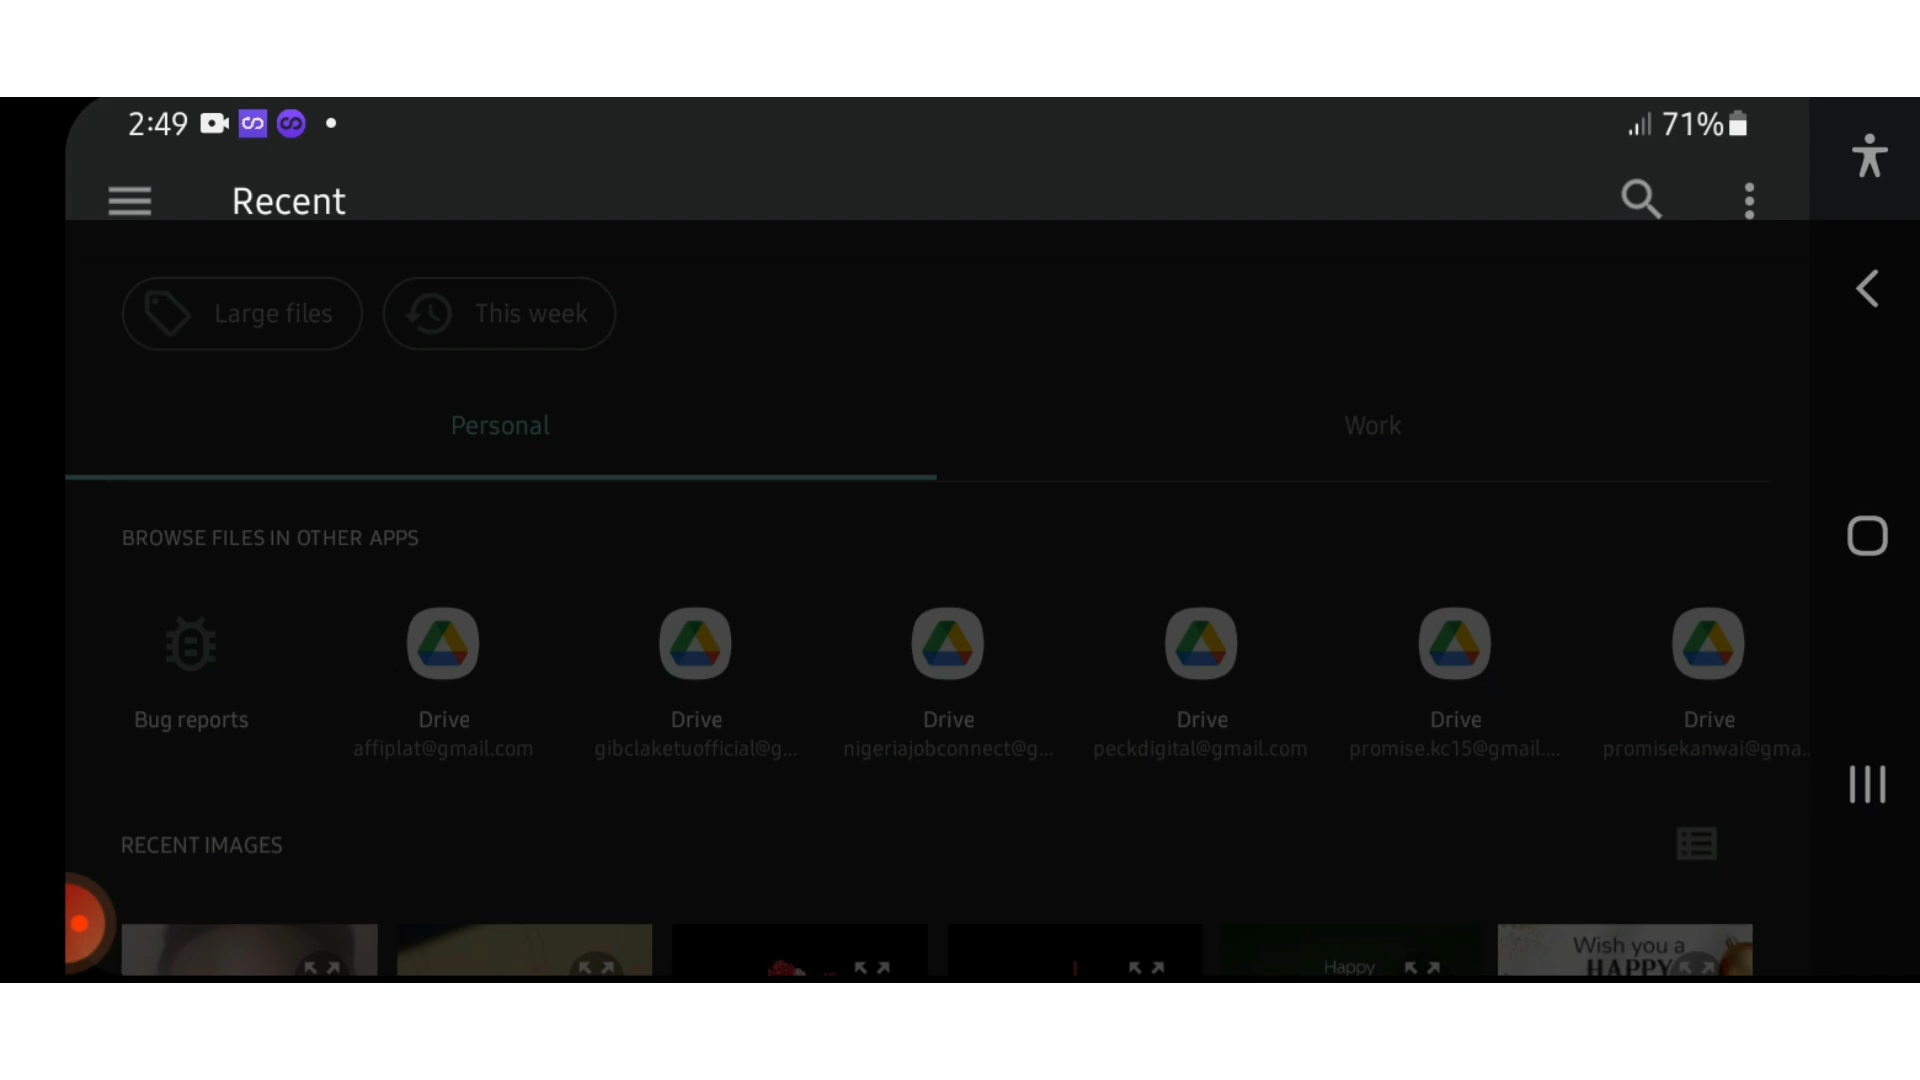 2:49
71%
Recent
Large files
This week
Personal
Work
BROWSE FILES IN OTHER APPS
Bug reports
Drive
affiplat@gmail.com
Drive
gibclaketuofficial@g...
Drive
nigeriajobconnect@g...
Drive
peckdigital@gmail.com
Drive
promise.kc15@gmail....
Drive
promisekanwai@gma..
RECENT IMAGES
Happy
Wish you a
HAPPY